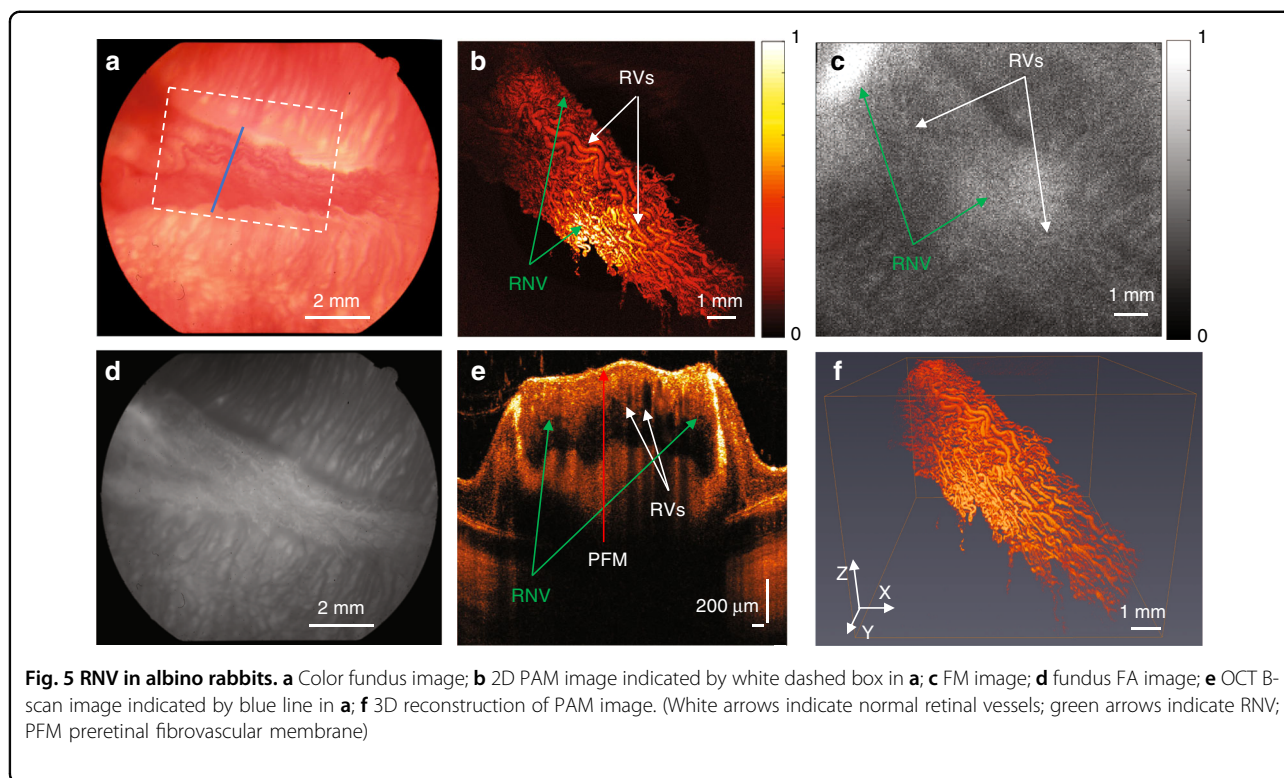 a
2 mm
b
RVs
RNV
1 mm
1
0
c
RVs
RNV
1 mm
1
0
d
2 mm
e
RVs
PFM
RNV
200 μm
f
Z
X
Y
1 mm
Fig. 5 RNV in albino rabbits. a Color fundus image; b 2D PAM image indicated by white dashed box in a; c FM image; d fundus FA image; e OCT B-
scan image indicated by blue line in a; f 3D reconstruction of PAM image. (White arrows indicate normal retinal vessels; green arrows indicate RNV;
PFM preretinal fibrovascular membrane)